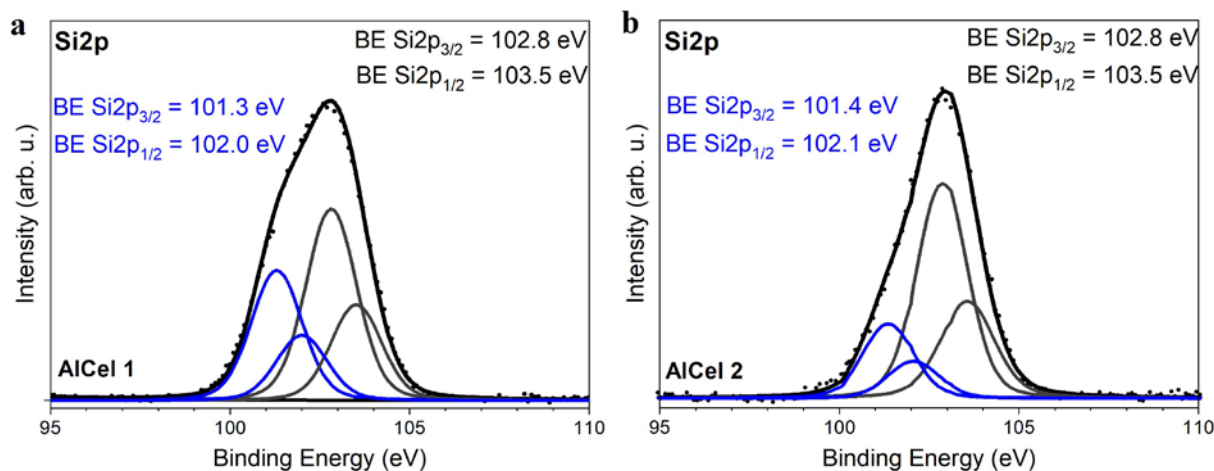 a
Si2p
BE Si2p3/2 = 102.8 eV
BE Si2p1/2 = 103.5 eV
BE Si2p3/2 = 101.3 eV
BE Si2p1/2 = 102.0 eV
Intensity (arb. u.)
AlCel 1
95 100 105 110
Binding Energy (eV)
b
Si2p
BE Si2p3/2 = 102.8 eV
BE Si2p1/2 = 103.5 eV
BE Si2p3/2 = 101.4 eV
BE Si2p1/2 = 102.1 eV
Intensity (arb. u.)
AlCel 2
95 100 105 110
Binding Energy (eV)